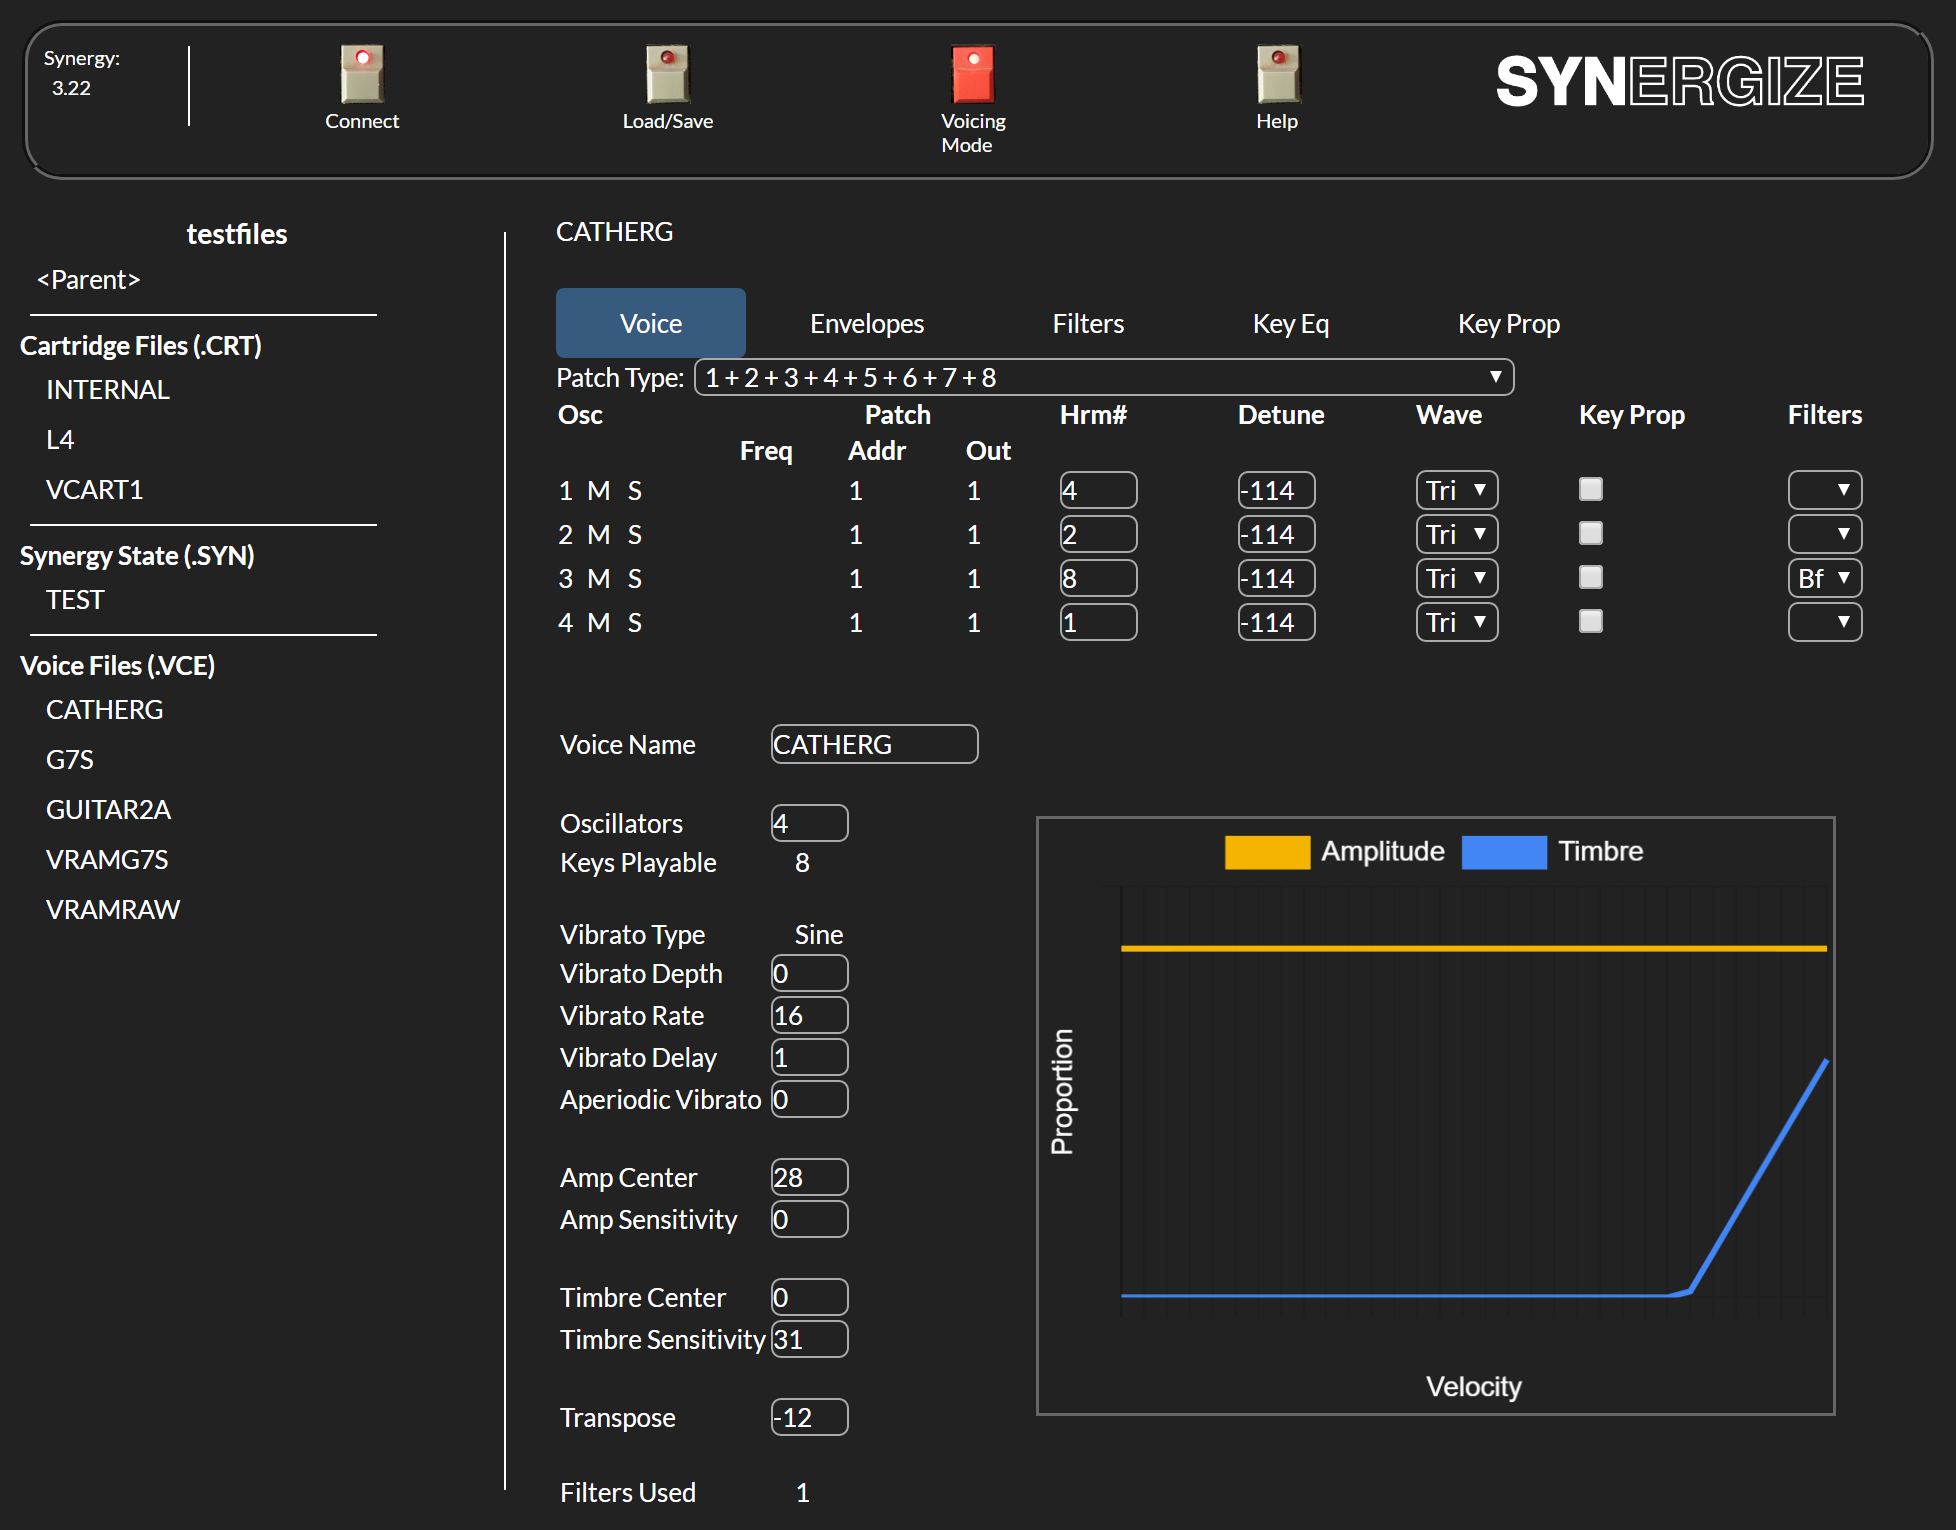 Synergy:
3.22
Connect
Load/Save
Voicing
Mode
Help
SYNERGIZE
testfiles
<Parent>
Cartridge Files (.CRT)
INTERNAL
L4
VCART1
Synergy State (.SYN)
TEST
Voice Files (.VCE)
CATHERG
G7S
GUITAR2A
VRAMG7S
VRAMRAW
CATHERG
Voice Envelopes Filters Key Eq Key Prop
Patch Type: 1 + 2 + 3 + 4 + 5 + 6 + 7 + 8
Osc Patch Hrm# Detune Wave Key Prop Filters
Freq Addr Out
1 M S 1 1 4 -114 Tri
2 M S 1 1 2 -114 Tri
3 M S 1 1 8 -114 Tri Bf
4 M S 1 1 1 -114 Tri
Voice Name CATHERG
Oscillators 4
Keys Playable 8
Vibrato Type Sine
Vibrato Depth 0
Vibrato Rate 16
Vibrato Delay 1
Aperiodic Vibrato 0
Amp Center 28
Amp Sensitivity 0
Timbre Center 0
Timbre Sensitivity 31
Transpose -12
Filters Used 1
Amplitude Timbre
Proportion
Velocity